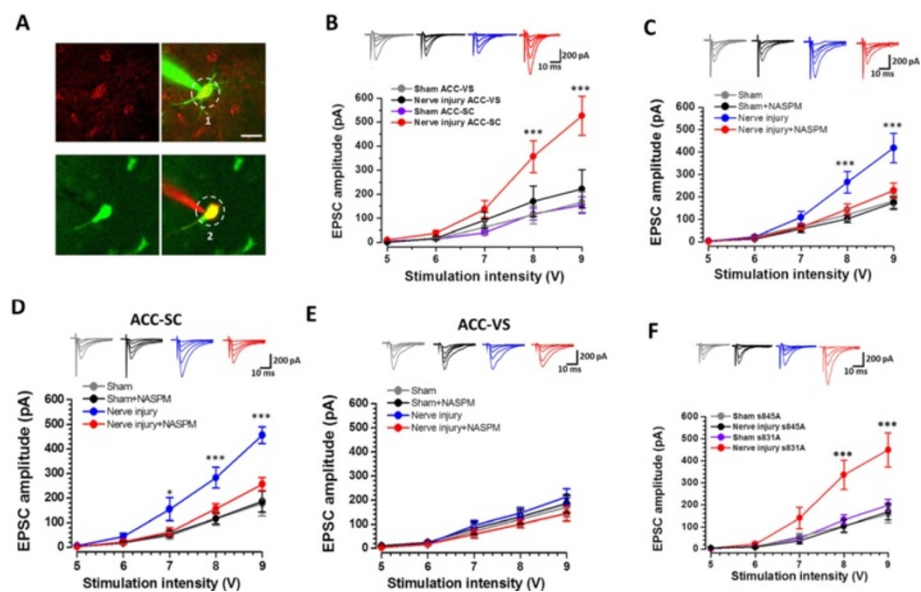 A
1
2
B
200 pA
10 ms
Sham ACC-VS
Nerve injury ACC-VS
Sham ACC-SC
Nerve injury ACC-SC
***
***
EPSC amplitude (pA)
600
500
400
300
200
100
0
5 6 7 8 9
Stimulation intensity (V)
C
200 pA
10 ms
Sham
Sham+NASPM
Nerve injury
Nerve injury+NASPM
***
***
EPSC amplitude (pA)
600
500
400
300
200
100
0
5 6 7 8 9
Stimulation intensity (V)
D
ACC-SC
200 pA
10 ms
Sham
Sham+NASPM
Nerve injury
Nerve injury+NASPM
*
***
***
EPSC amplitude (pA)
600
500
400
300
200
100
0
5 6 7 8 9
Stimulation intensity (V)
E
ACC-VS
200 pA
10 ms
Sham
Sham+NASPM
Nerve injury
Nerve injury+NASPM
EPSC amplitude (pA)
600
500
400
300
200
100
0
5 6 7 8 9
Stimulation intensity (V)
F
200 pA
10 ms
Sham s845A
Nerve injury s845A
Sham s831A
Nerve injury s831A
***
***
EPSC amplitude (pA)
600
500
400
300
200
100
0
5 6 7 8 9
Stimulation intensity (V)